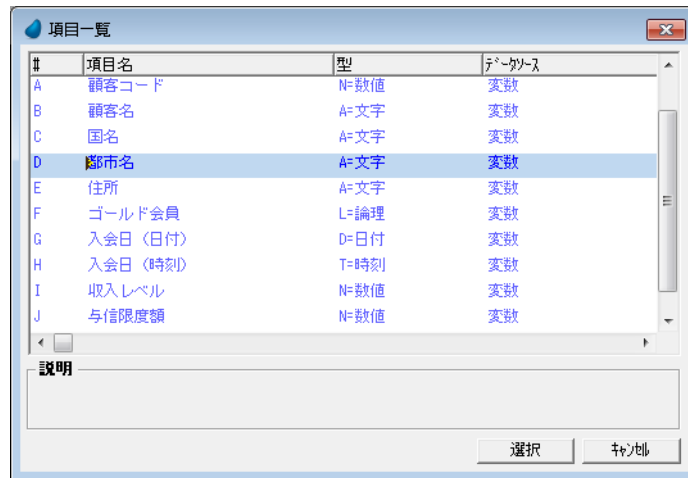 項目一覧
# 項目名 型 データソース
A 顧客コード N=数値 変数
B 顧客名 A=文字 変数
C 国名 A=文字 変数
D 都市名 A=文字 変数
E 住所 A=文字 変数
F ゴールド会員 L=論理 変数
G 入会日（日付） D=日付 変数
H 入会日（時刻） T=時刻 変数
I 収入レベル N=数値 変数
J 与信限度額 N=数値 変数
説明
選択 キャンセル